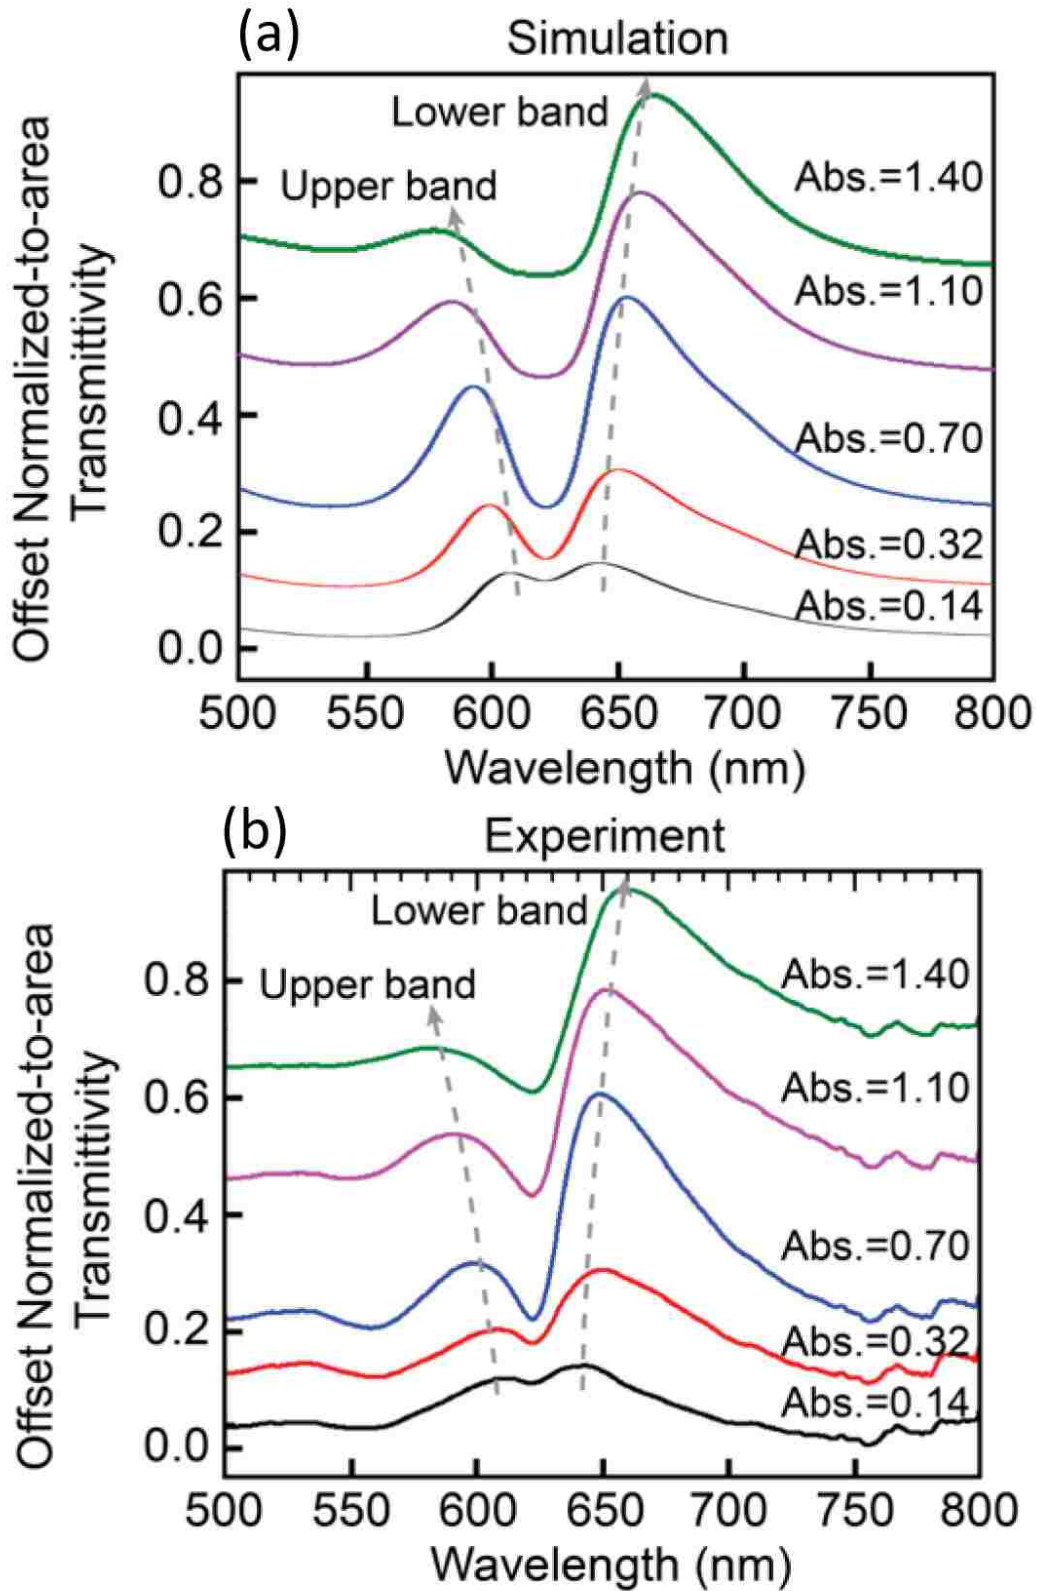 (a)
Simulation
Lower band
Upper band
Abs.=1.40
Abs.=1.10
Abs.=0.70
Abs.=0.32
Abs.=0.14
0.8
0.6
0.4
0.2
0.0
Offset Normalized-to-area
Transmittivity
500 550 600 650 700 750 800
Wavelength (nm)
(b)
Experiment
Lower band
Upper band
Abs.=1.40
Abs.=1.10
Abs.=0.70
Abs.=0.32
Abs.=0.14
0.8
0.6
0.4
0.2
0.0
Offset Normalized-to-area
Transmittivity
500 550 600 650 700 750 800
Wavelength (nm)